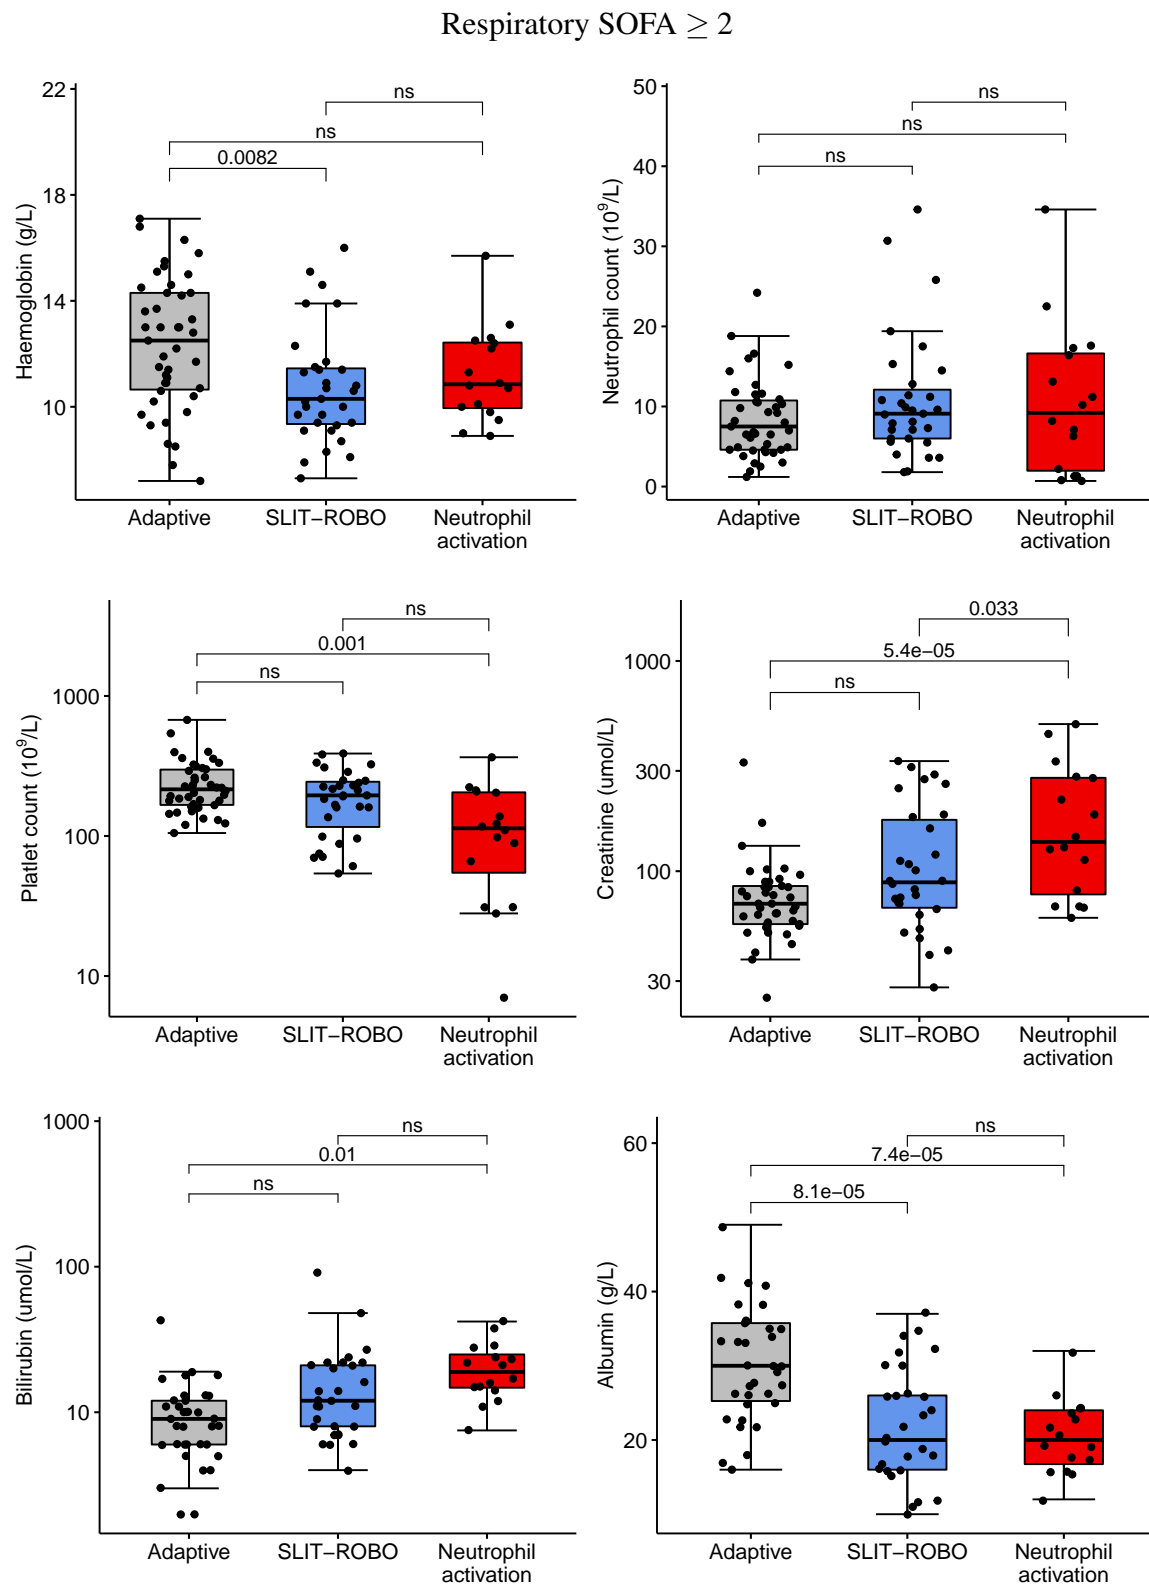 Respiratory SOFA ≥ 2
Haemoglobin (g/L)
22
18
14
10
ns
ns
0.0082
Adaptive
SLIT−ROBO
Neutrophil
activation
Neutrophil count (10⁹/L)
50
40
30
20
10
0
ns
ns
ns
Adaptive
SLIT−ROBO
Neutrophil
activation
Platlet count (10⁹/L)
1000
100
10
ns
0.001
ns
Adaptive
SLIT−ROBO
Neutrophil
activation
Creatinine (umol/L)
1000
300
100
30
0.033
5.4e−05
ns
Adaptive
SLIT−ROBO
Neutrophil
activation
Bilirubin (umol/L)
1000
100
10
ns
0.01
ns
Adaptive
SLIT−ROBO
Neutrophil
activation
Albumin (g/L)
60
40
20
ns
7.4e−05
8.1e−05
Adaptive
SLIT−ROBO
Neutrophil
activation